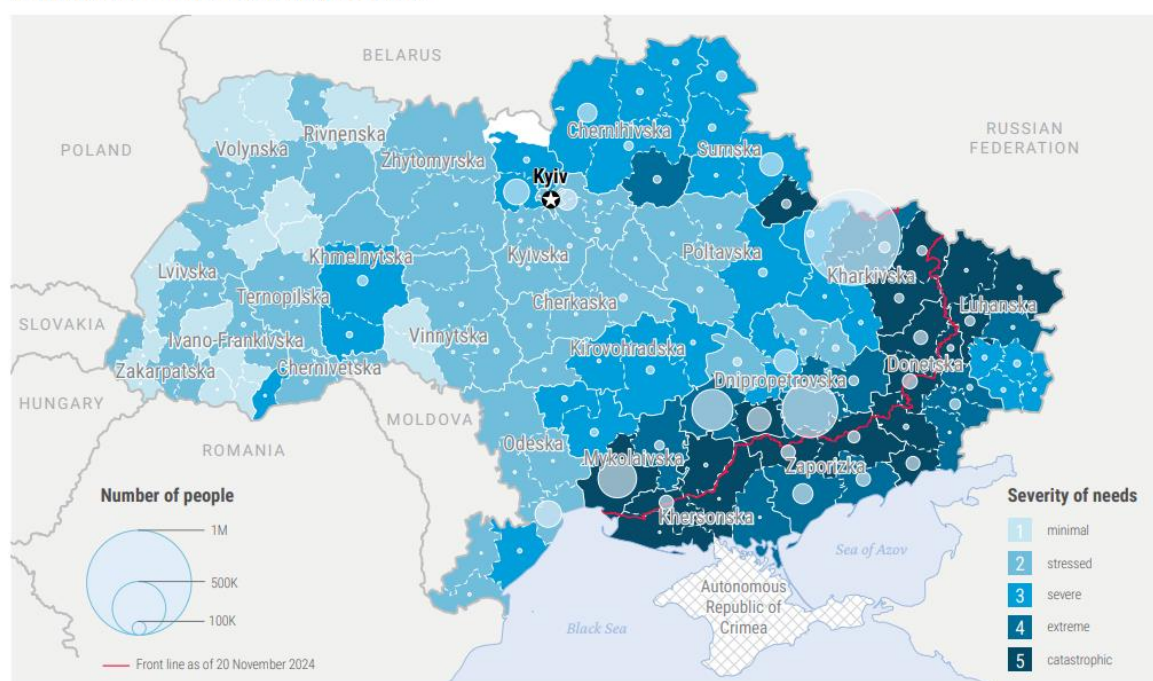 BELARUS
POLAND
RUSSIAN
FEDERATION
Volynska
Rivnenska
Zhytomyrska
Chernihivska
Sumska
Kyiv
Lvivska
Khmelnytska
Kyivska
Poltavska
Kharkivska
Ternopilska
Cherkaska
Luhanska
SLOVAKIA
Ivano-Frankivska
Vinnytska
Kirovohradska
Zakarpatska
Chernivetska
Dnipropetrovska
Donetska
HUNGARY
MOLDOVA
ROMANIA
Odeska
Mykolaivska
Zaporizka
Khersonska
Number of people
1M
500K
100K
Front line as of 20 November 2024
Black Sea
Sea of Azov
Autonomous
Republic of
Crimea
Severity of needs
1 minimal
2 stressed
3 severe
4 extreme
5 catastrophic